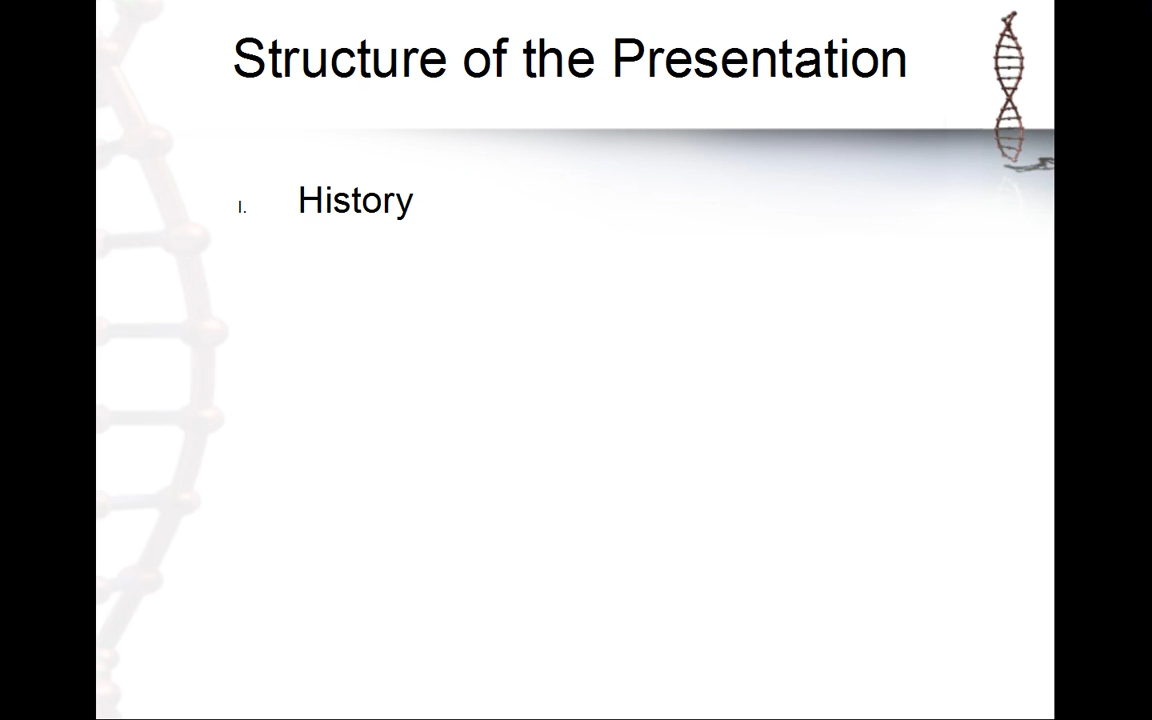 Structure of the Presentation
I. History